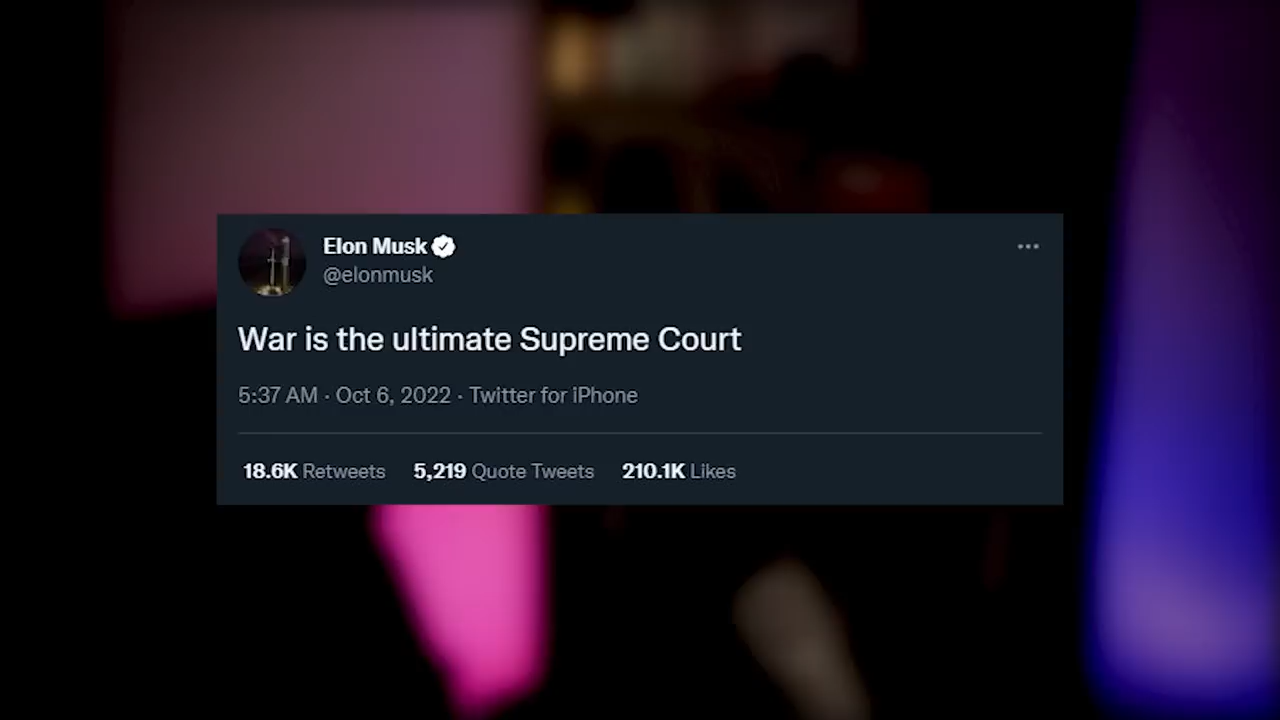 Elon Musk
@elonmusk
War is the ultimate Supreme Court
5:37 AM · Oct 6, 2022 · Twitter for iPhone
18.6K Retweets 5,219 Quote Tweets 210.1K Likes